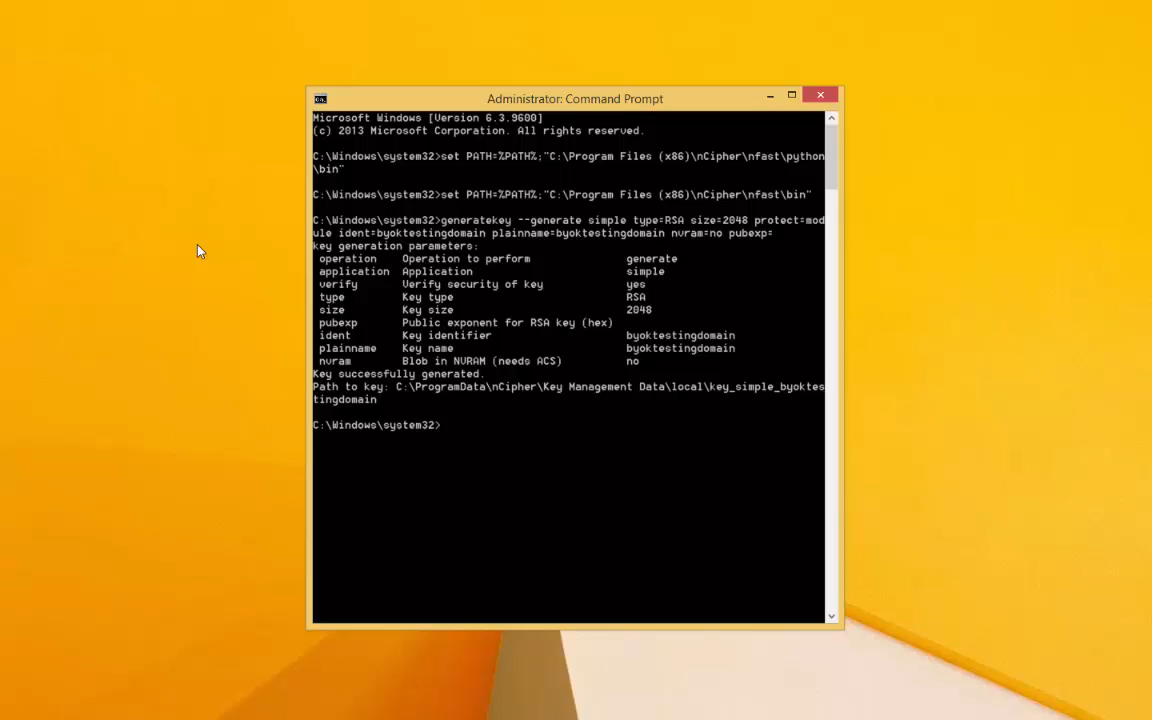 Administrator: Command Prompt
Microsoft Windows [Version 6.3.9600]
(c) 2013 Microsoft Corporation. All rights reserved.
C:\Windows\system32>set PATH=%PATH%;"C:\Program Files (x86)\nCipher\nfast\python
\bin"
C:\Windows\system32>set PATH=%PATH%;"C:\Program Files (x86)\nCipher\nfast\bin"
C:\Windows\system32>generatekey --generate simple type=RSA size=2048 protect=mod
ule ident=byoktestingdomain plainname=byoktestingdomain nvram=no pubexp=
key generation parameters:
operation Operation to perform generate
application Application simple
verify Verify security of key yes
type Key type RSA
size Key size 2048
pubexp Public exponent for RSA key (hex)
ident Key identifier byoktestingdomain
plainname Key name byoktestingdomain
nvram Blob in NVRAM (needs ACS) no
Key successfully generated.
Path to key: C:\ProgramData\nCipher\Key Management Data\local\key_simple_byoktes
tingdomain
C:\Windows\system32>